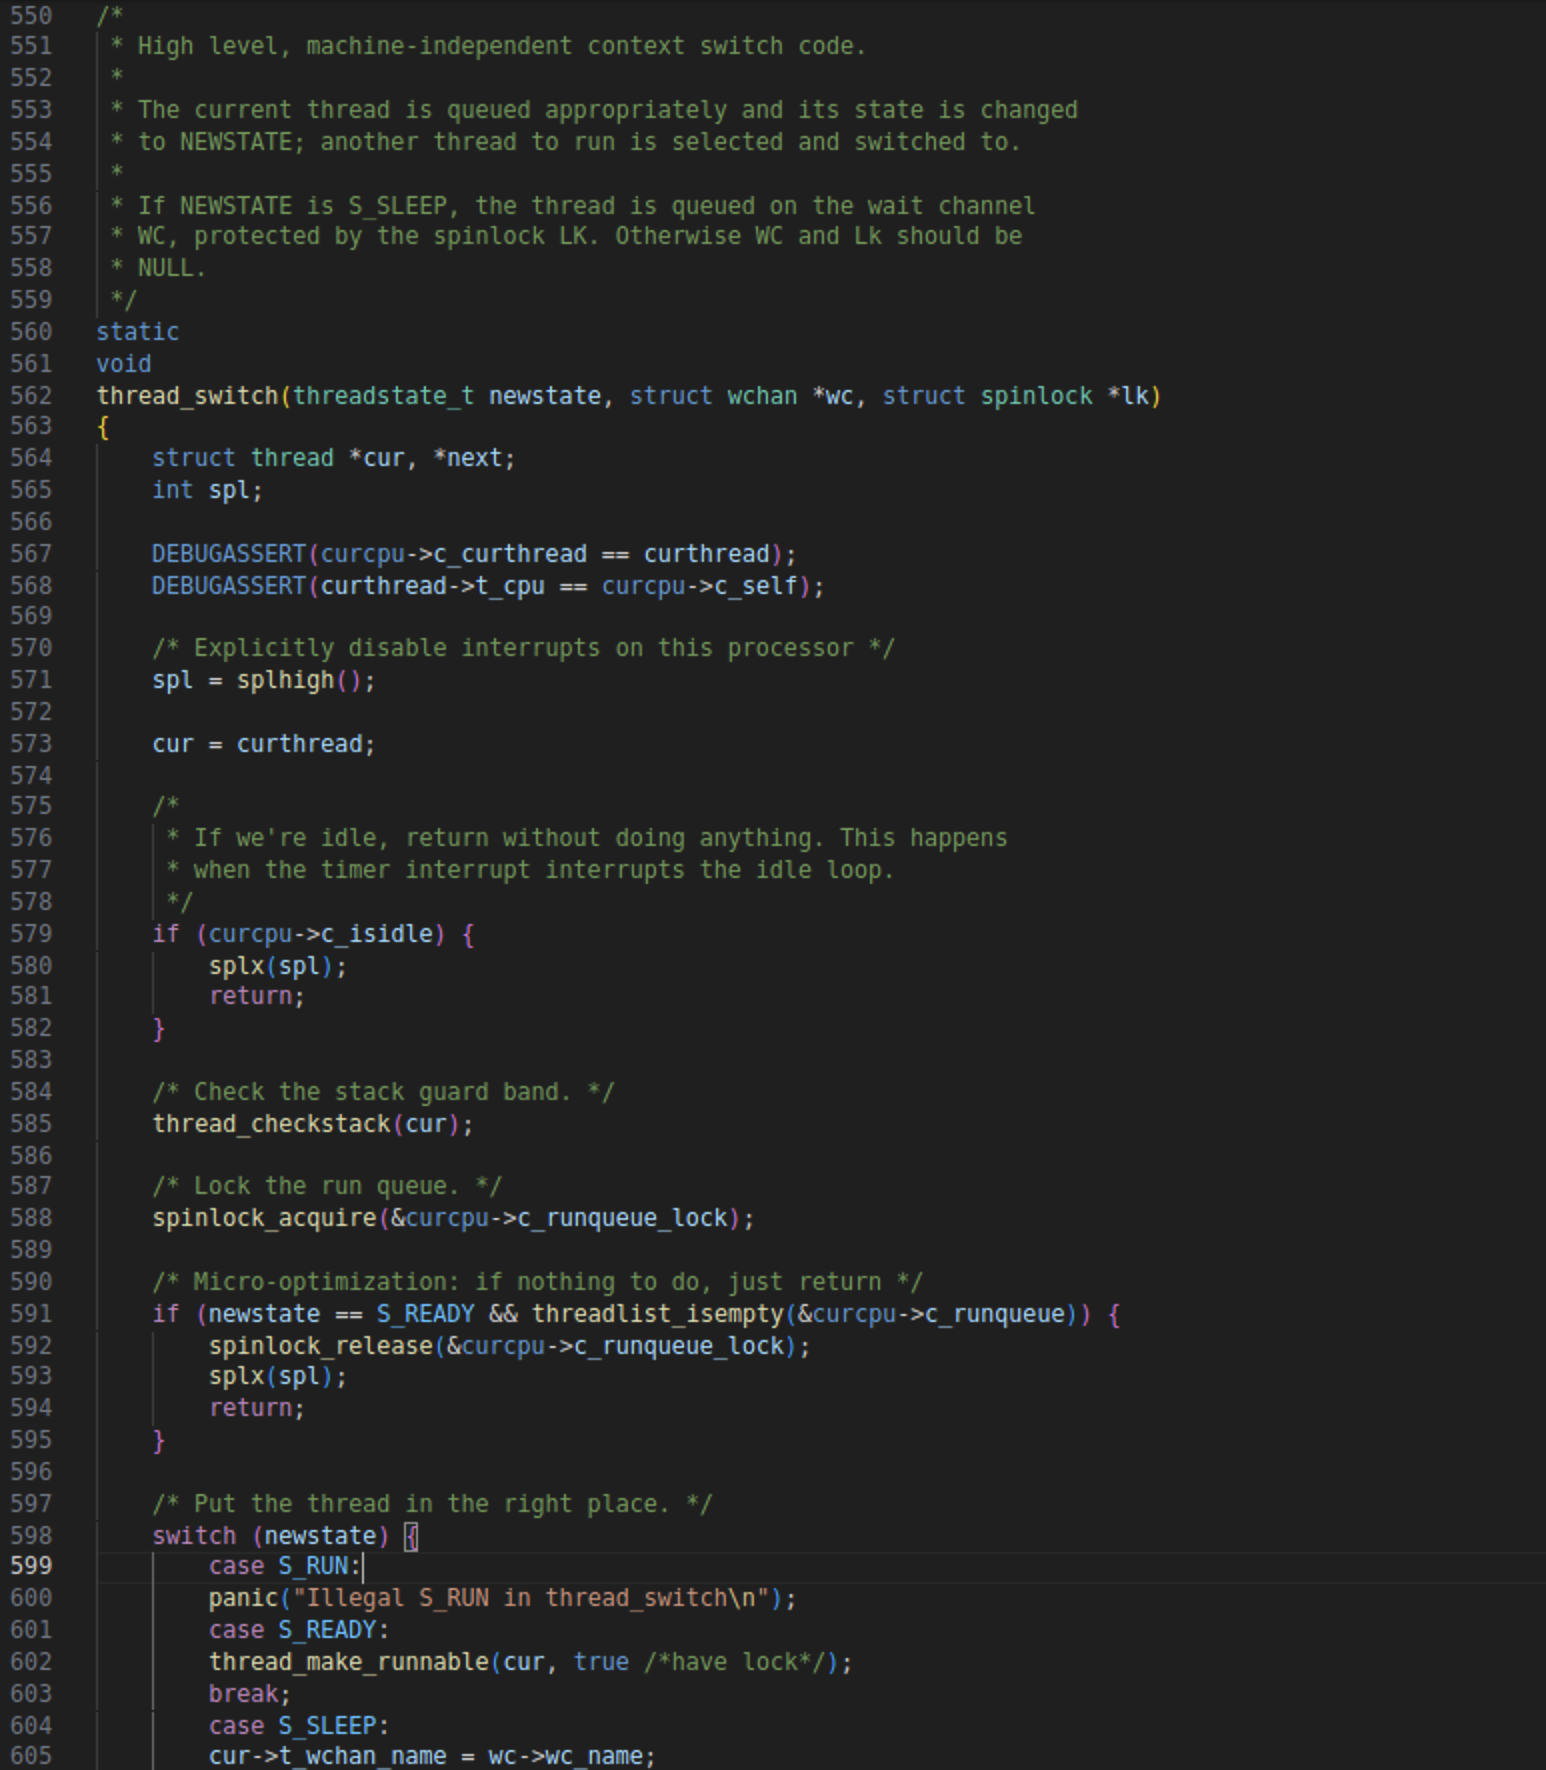 550 /*
551  * High level, machine-independent context switch code.
552  *
553  * The current thread is queued appropriately and its state is changed
554  * to NEWSTATE; another thread to run is selected and switched to.
555  *
556  * If NEWSTATE is S_SLEEP, the thread is queued on the wait channel
557  * WC, protected by the spinlock LK. Otherwise WC and Lk should be
558  * NULL.
559  */
560 static
561 void
562 thread_switch(threadstate_t newstate, struct wchan *wc, struct spinlock *lk)
563 {
564     struct thread *cur, *next;
565     int spl;
566
567     DEBUGASSERT(curcpu->c_curthread == curthread);
568     DEBUGASSERT(curthread->t_cpu == curcpu->c_self);
569
570     /* Explicitly disable interrupts on this processor */
571     spl = splhigh();
572
573     cur = curthread;
574
575     /*
576      * If we're idle, return without doing anything. This happens
577      * when the timer interrupt interrupts the idle loop.
578      */
579     if (curcpu->c_isidle) {
580         splx(spl);
581         return;
582     }
583
584     /* Check the stack guard band. */
585     thread_checkstack(cur);
586
587     /* Lock the run queue. */
588     spinlock_acquire(&curcpu->c_runqueue_lock);
589
590     /* Micro-optimization: if nothing to do, just return */
591     if (newstate == S_READY && threadlist_isempty(&curcpu->c_runqueue)) {
592         spinlock_release(&curcpu->c_runqueue_lock);
593         splx(spl);
594         return;
595     }
596
597     /* Put the thread in the right place. */
598     switch (newstate) {
599         case S_RUN:
600         panic("Illegal S_RUN in thread_switch\n");
601         case S_READY:
602         thread_make_runnable(cur, true /*have lock*/);
603         break;
604         case S_SLEEP:
605         cur->t_wchan_name = wc->wc_name;